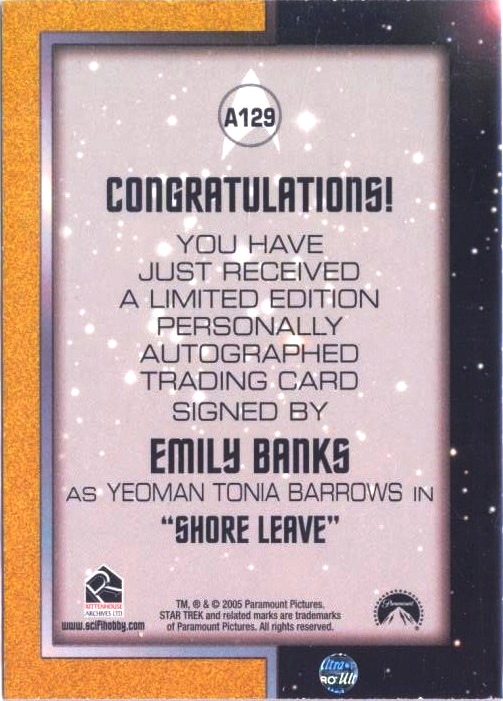 A129
CONGRATULATIONS!
YOU HAVE
JUST RECEIVED
A LIMITED EDITION
PERSONALLY
AUTOGRAPHED
TRADING CARD
SIGNED BY
EMILY BANKS
AS YEOMAN TONIA BARROWS IN
"SHORE LEAVE"
RITTENHOUSE
ARCHIVES LTD
www.scifihobby.com
TM, ® & © 2005 Paramount Pictures.
STAR TREK and related marks are trademarks
of Paramount Pictures. All rights reserved.
Paramount